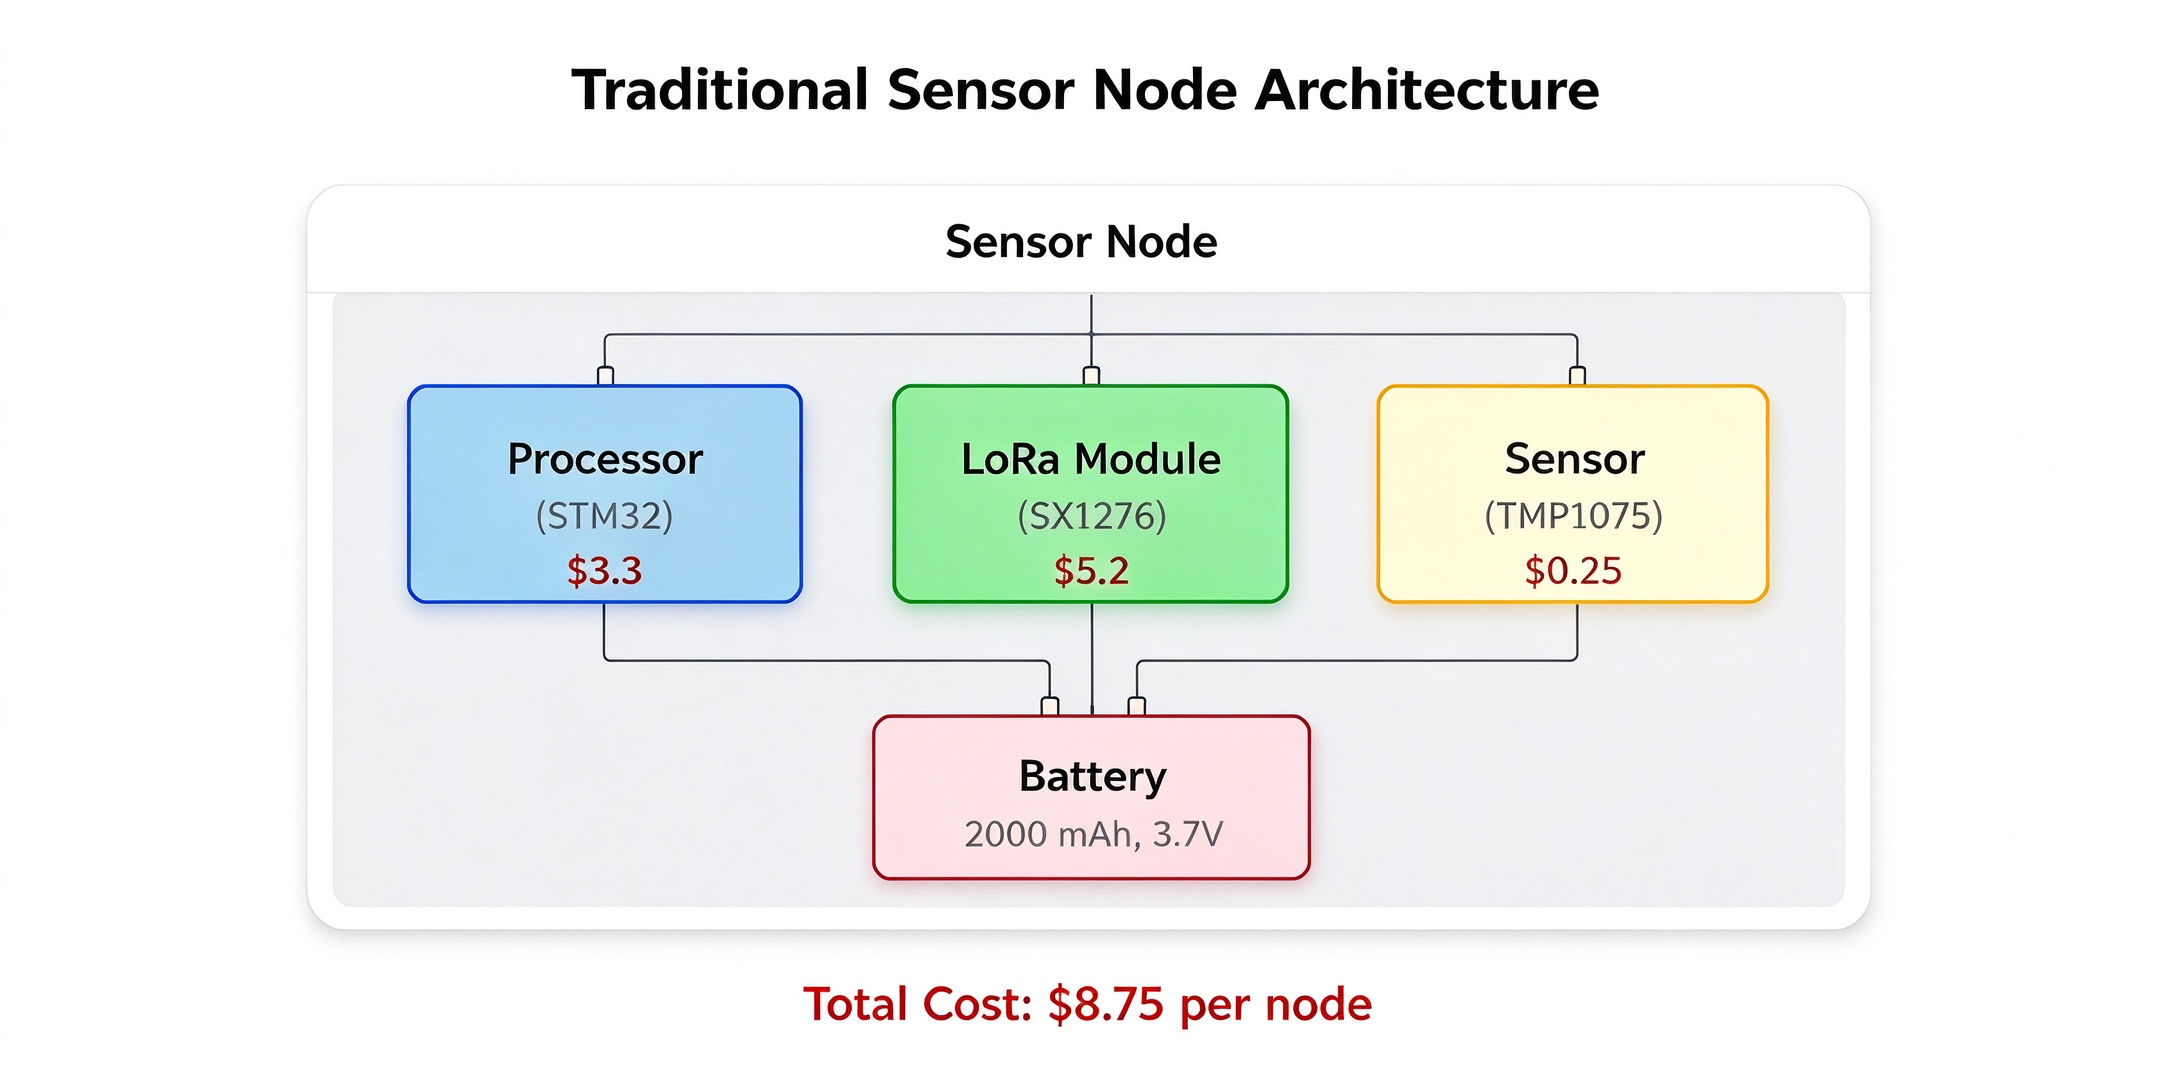 Traditional Sensor Node Architecture
Sensor Node
Processor
(STM32)
$3.3
LoRa Module
(SX1276)
$5.2
Sensor
(TMP1075)
$0.25
Battery
2000 mAh, 3.7V
Total Cost: $8.75 per node